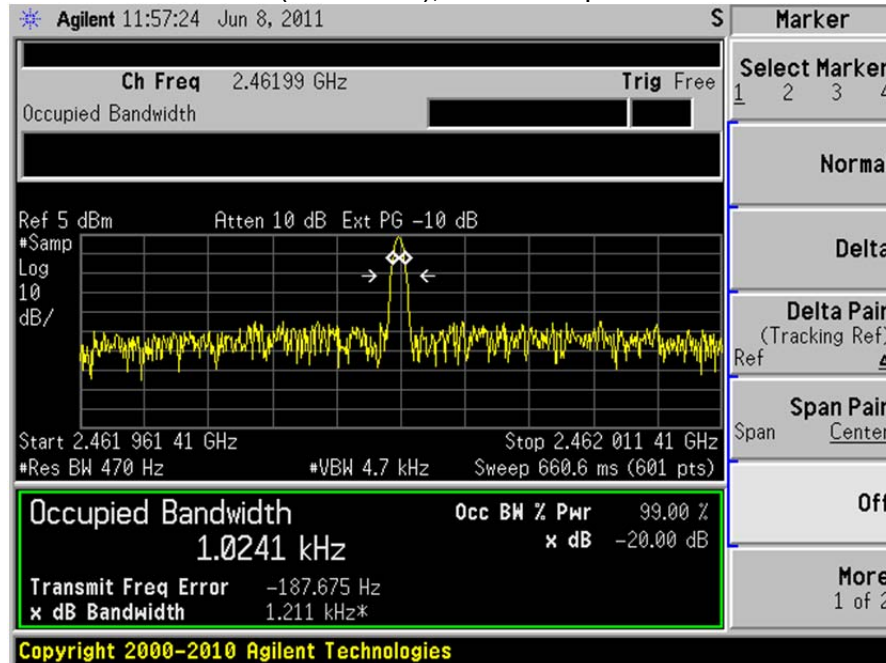 Agilent 11:57:24 Jun 8, 2011 S
Marker
Ch Freq 2.46199 GHz Trig Free
Occupied Bandwidth
Select Marker
1 2 3 4
Norma
Delta
Delta Pair
(Tracking Ref)
Ref
Span Pair
Span Center
Off
More
1 of 2
Ref 5 dBm Atten 10 dB Ext PG -10 dB
#Samp
Log
10
dB/
Start 2.461 961 41 GHz Stop 2.462 011 41 GHz
#Res BW 470 Hz #VBW 4.7 kHz Sweep 660.6 ms (601 pts)
Occupied Bandwidth Occ BW % Pwr 99.00 %
1.0241 kHz x dB -20.00 dB
Transmit Freq Error -187.675 Hz
x dB Bandwidth 1.211 kHz*
Copyright 2000-2010 Agilent Technologies